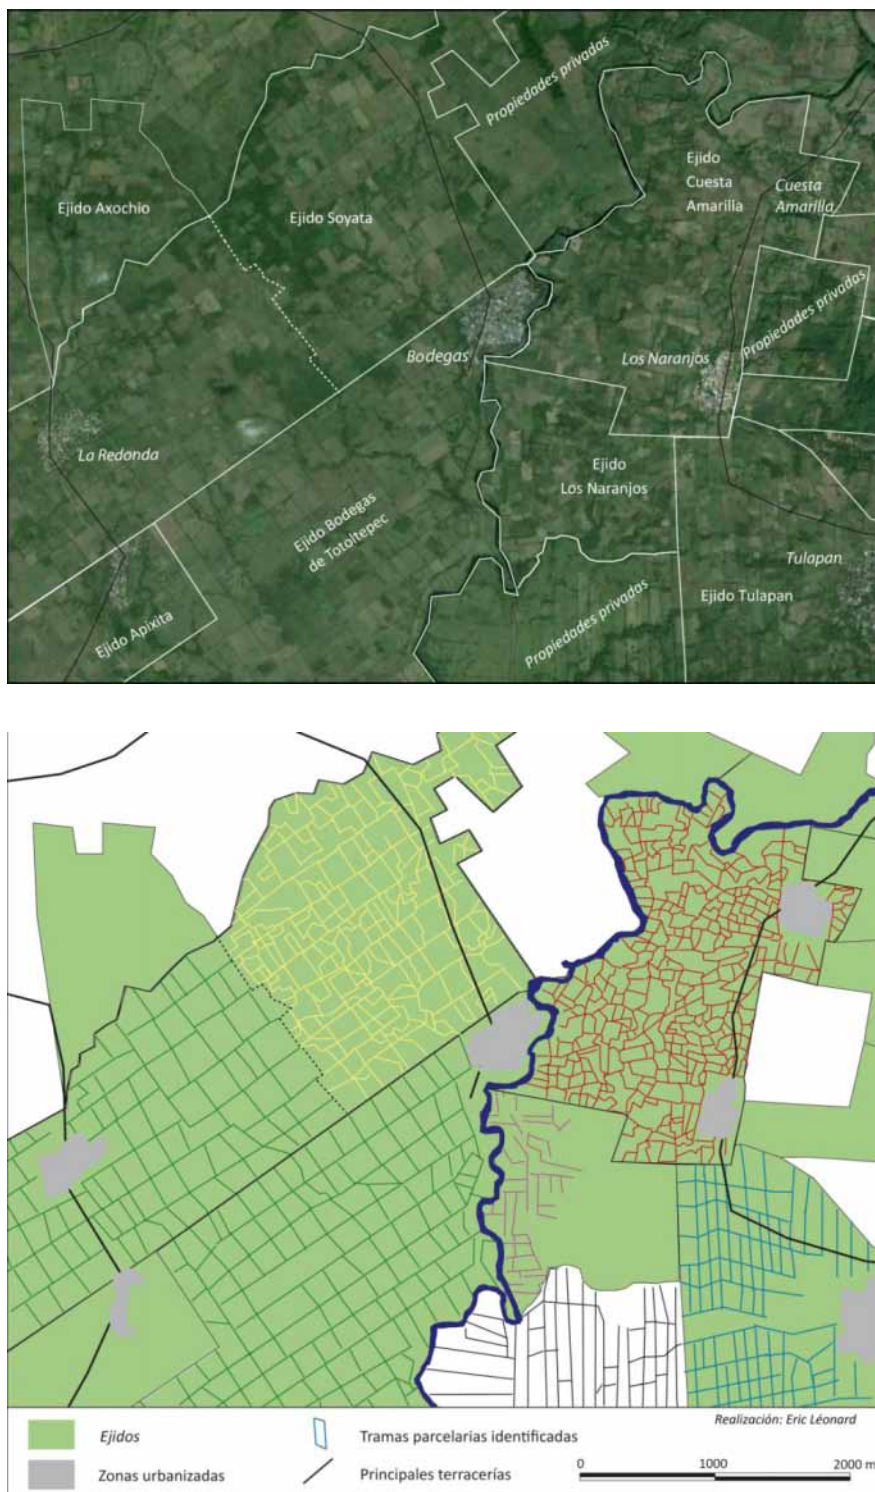 Propiedades privadas
Ejido
Cuesta
Amarilla
Cuesta
Amarilla
Ejido Axochio
Ejido Soyata
Propiedades privadas
Bodegas
Los Naranjos
La Redonda
Ejido
Los Naranjos
Ejido Bodegas
de Totoltepec
Tulapan
Ejido Tulapan
Propiedades privadas
Ejido Apixita
Realización: Eric Léonard
Ejidos
Tramas parcelarias identificadas
Zonas urbanizadas
Principales terracerías
0 1000 2000 m